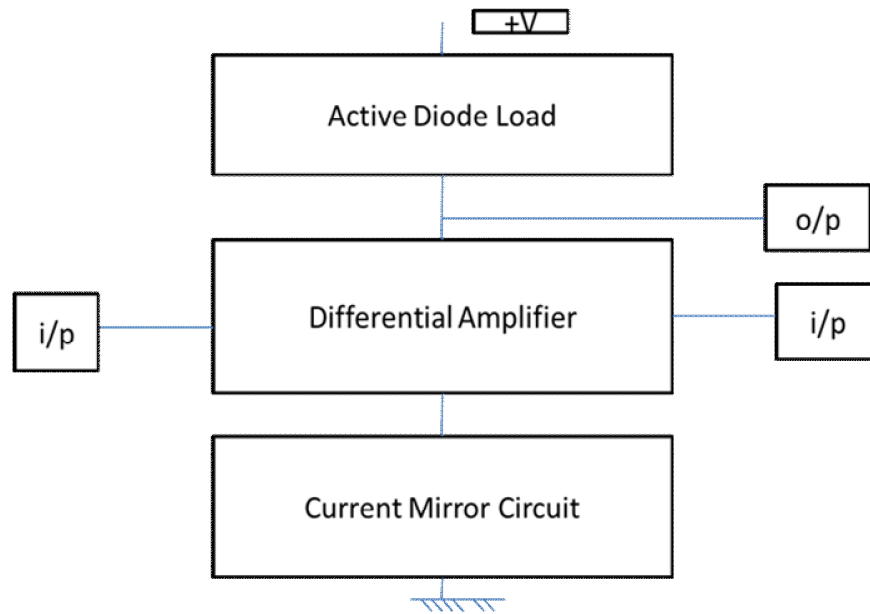 +V
Active Diode Load
o/p
Differential Amplifier
i/p
i/p
Current Mirror Circuit